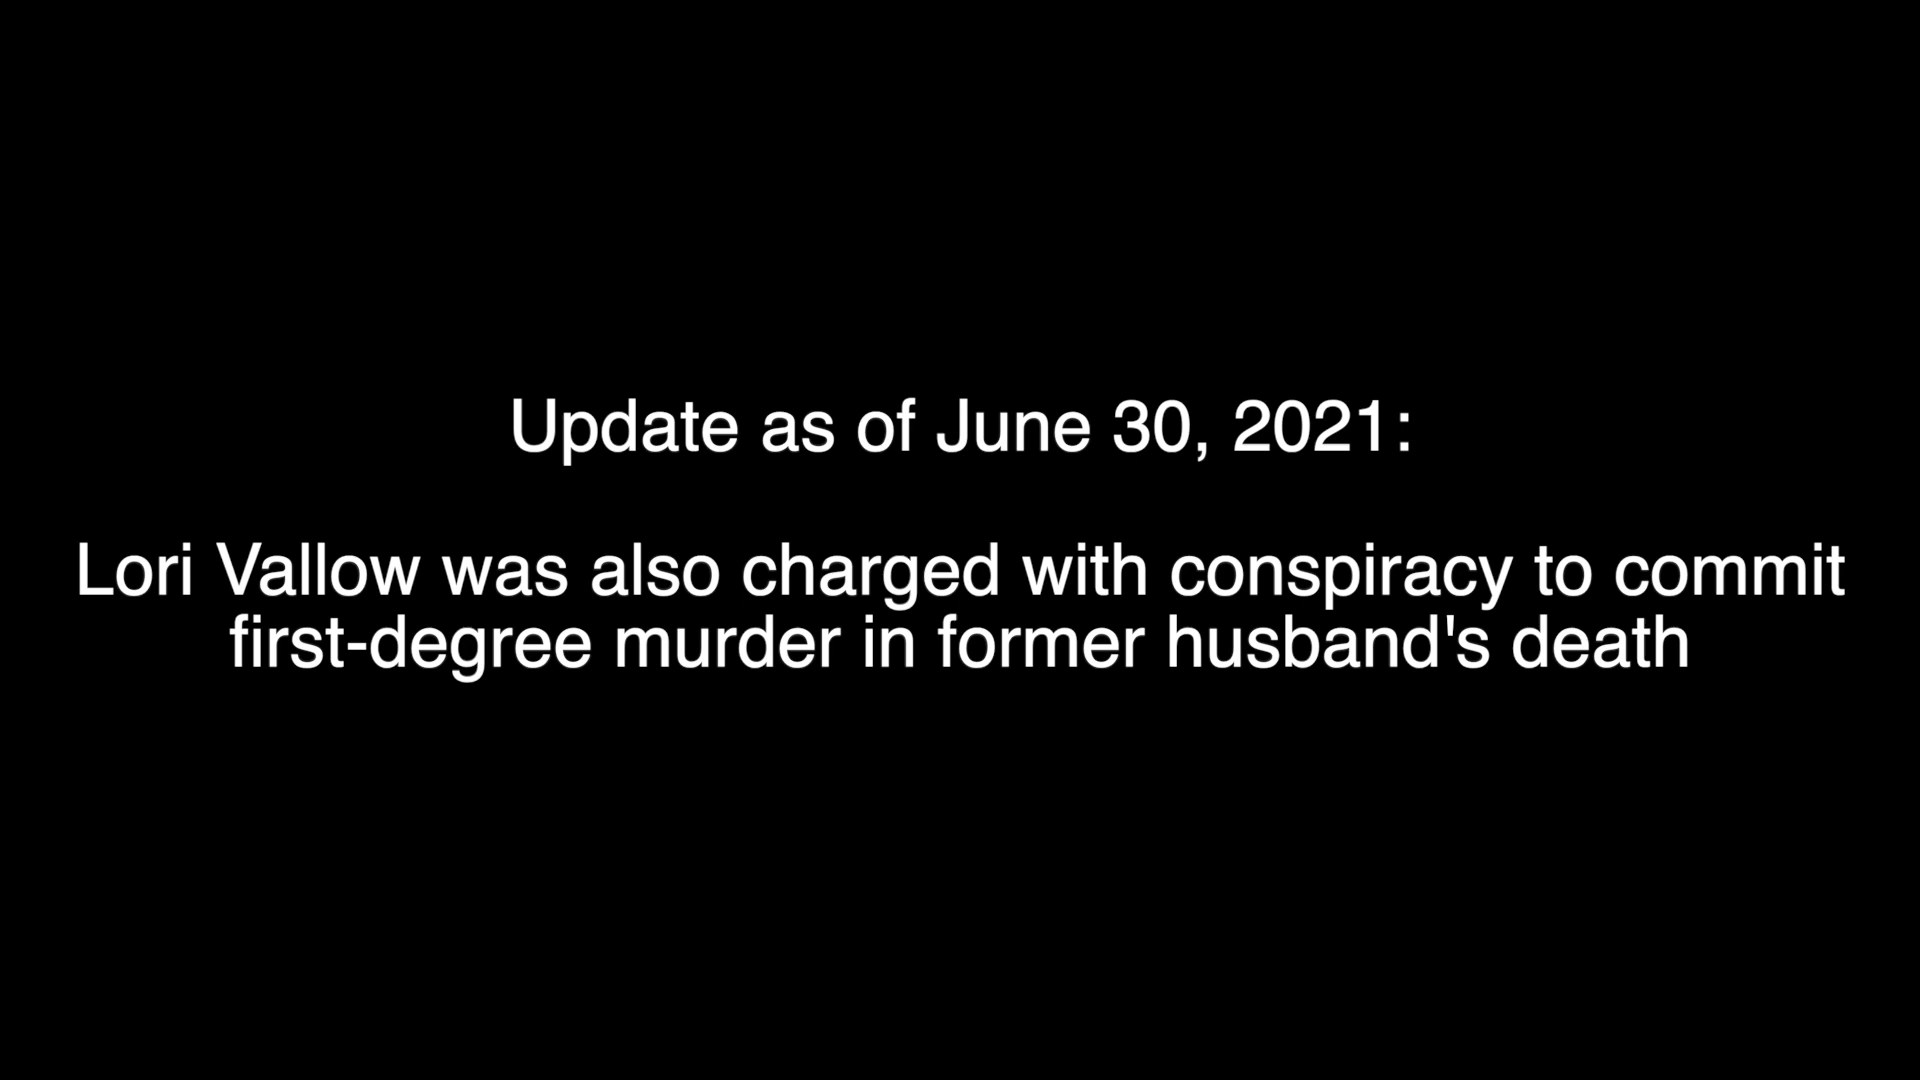 Update as of June 30, 2021:
Lori Vallow was also charged with conspiracy to commit
first-degree murder in former husband's death